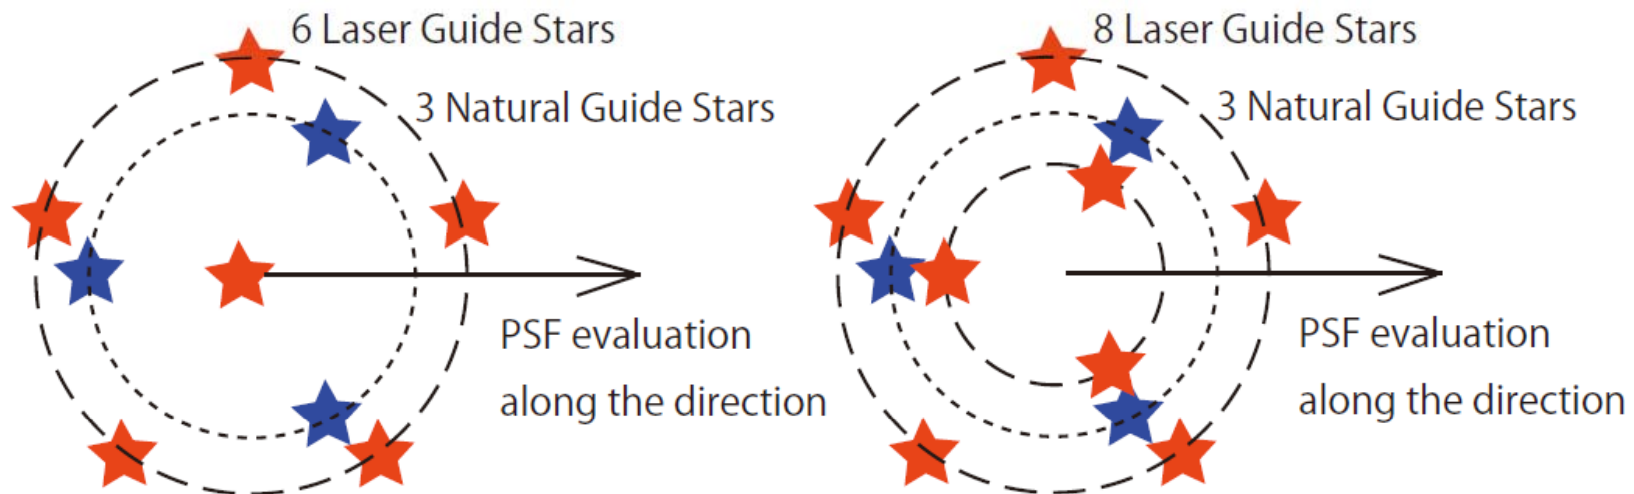 6 Laser Guide Stars
3 Natural Guide Stars
PSF evaluation
along the direction
8 Laser Guide Stars
3 Natural Guide Stars
PSF evaluation
along the direction